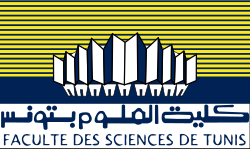 كلية العلوم بتونس
FACULTE DES SCIENCES DE TUNIS